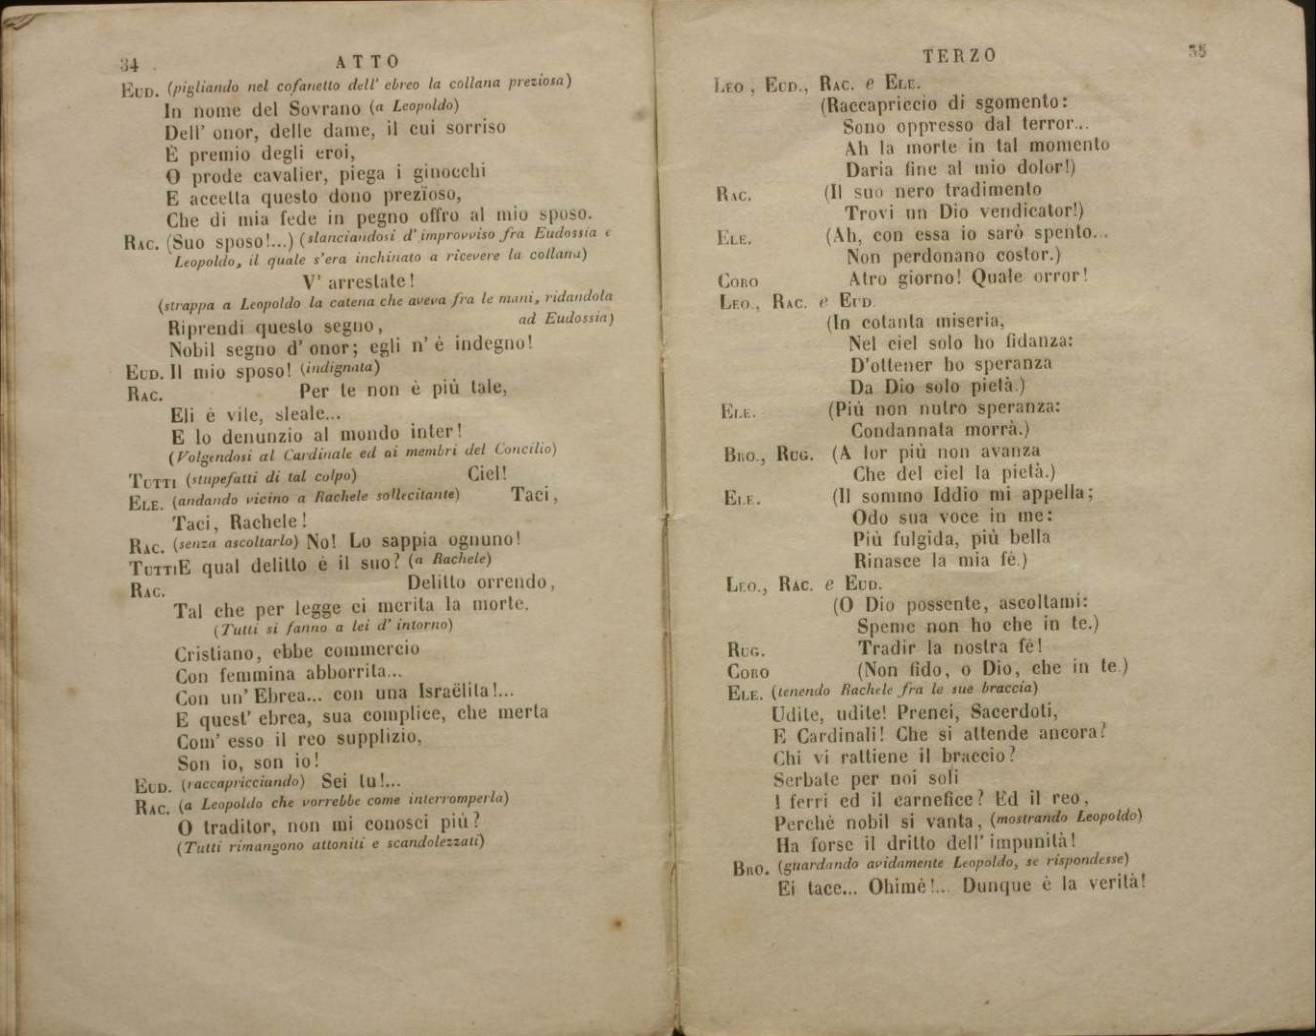 34
ATTO
EUD. (pigliando nel cofanetto dell' ebreo la collana preziosa)
In nome del Sovrano (a Leopoldo)
Dell' onor, delle dame, il cui sorriso
È premio degli eroi,
O prode cavalier, piega i ginocchi
E accetta questo dono prezïoso,
Che di mia fede in pegno offro al mio sposo.
RAC. (Suo sposo!...) (slanciandosi d' improvviso fra Eudossia e
Leopoldo, il quale s'era inchinato a ricevere la collana)
V' arrestate!
(strappa a Leopoldo la catena che aveva fra le mani, ridandola
ad Eudossia)
Riprendi questo segno,
Nobil segno d' onor; egli n' è indegno!
EUD. Il mio sposo! (indignata)
RAC. Per te non è più tale,
Eli è vile, sleale...
E lo denunzio al mondo inter!
(Volgendosi al Cardinale ed ai membri del Concilio)
TUTTI (stupefatti di tal colpo) Ciel!
ELE. (andando vicino a Rachele sollecitante) Taci,
Taci, Rachele!
RAC. (senza ascoltarlo) No! Lo sappia ognuno!
TUTTI E qual delitto è il suo? (a Rachele)
RAC. Delitto orrendo,
Tal che per legge ci merita la morte.
(Tutti si fanno a lei d' intorno)
Cristiano, ebbe commercio
Con femmina abborrita...
Con un' Ebrea... con una Israëlita!...
E quest' ebrea, sua complice, che merta
Com' esso il reo supplizio,
Son io, son io!
EUD. (raccapricciando) Sei tu!...
RAC. (a Leopoldo che vorrebbe come interromperla)
O traditor, non mi conosci più?
(Tutti rimangono attoniti e scandolezzati)
TERZO
35
LEO, EUD., RAC. e ELE.
(Raccapriccio di sgomento:
Sono oppresso dal terror...
Ah la morte in tal momento
Daria fine al mio dolor!)
RAC. (Il suo nero tradimento
Trovi un Dio vendicator!)
ELE. (Ah, con essa io sarò spento...
Non perdonano costor.)
CORO Atro giorno! Quale orror!
LEO., RAC. e EUD.
(In cotanta miseria,
Nel ciel solo ho fidanza:
D'ottener ho speranza
Da Dio solo pietà.)
ELE. (Più non nutro speranza:
Condannata morrà.)
BRO., RUG. (A lor più non avanza
Che del ciel la pietà.)
ELE. (Il sommo Iddio mi appella;
Odo sua voce in me:
Più fulgida, più bella
Rinasce la mia fè.)
LEO., RAC. e EUD.
(O Dio possente, ascoltami:
Speme non ho che in te.)
RUG. Tradir la nostra fè!
CORO (Non fido, o Dio, che in te.)
ELE. (tenendo Rachele fra le sue braccia)
Udite, udite! Prenci, Sacerdoti,
E Cardinali! Che si attende ancora?
Chi vi rattiene il braccio?
Serbate per noi soli
I ferri ed il carnefice? Ed il reo,
Perchè nobil si vanta, (mostrando Leopoldo)
Ha forse il dritto dell' impunità!
BRO. (guardando avidamente Leopoldo, se rispondesse)
Ei tace... Ohimè!... Dunque è la verità!